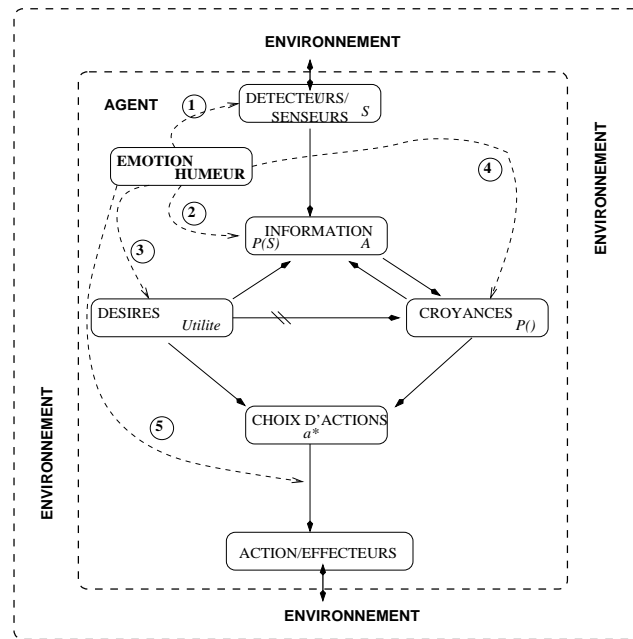 ENVIRONNEMENT
AGENT
1
DETECTEURS/
SENSEURS S
EMOTION
HUMEUR
4
2
INFORMATION
P(S) A
3
ENVIRONNEMENT
DESIRES
Utilite
CROYANCES
P()
CHOIX D'ACTIONS
a*
5
ENVIRONNEMENT
ACTION/EFFECTEURS
ENVIRONNEMENT